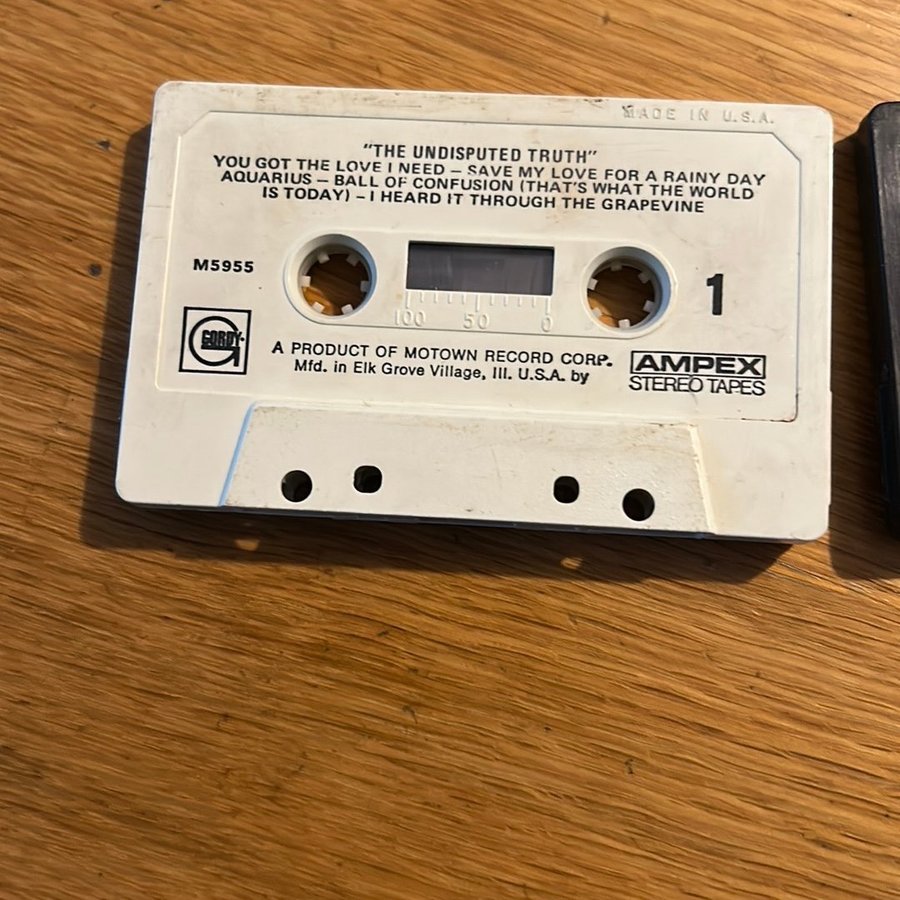 MADE IN U.S.A.
"THE UNDISPUTED TRUTH"
YOU GOT THE LOVE I NEED – SAVE MY LOVE FOR A RAINY DAY
AQUARIUS – BALL OF CONFUSION (THAT'S WHAT THE WORLD
IS TODAY) – I HEARD IT THROUGH THE GRAPEVINE
M5955
1
100 50 0
GORDY
A PRODUCT OF MOTOWN RECORD CORP.
Mfd. in Elk Grove Village, Ill. U.S.A. by
AMPEX
STEREO TAPES